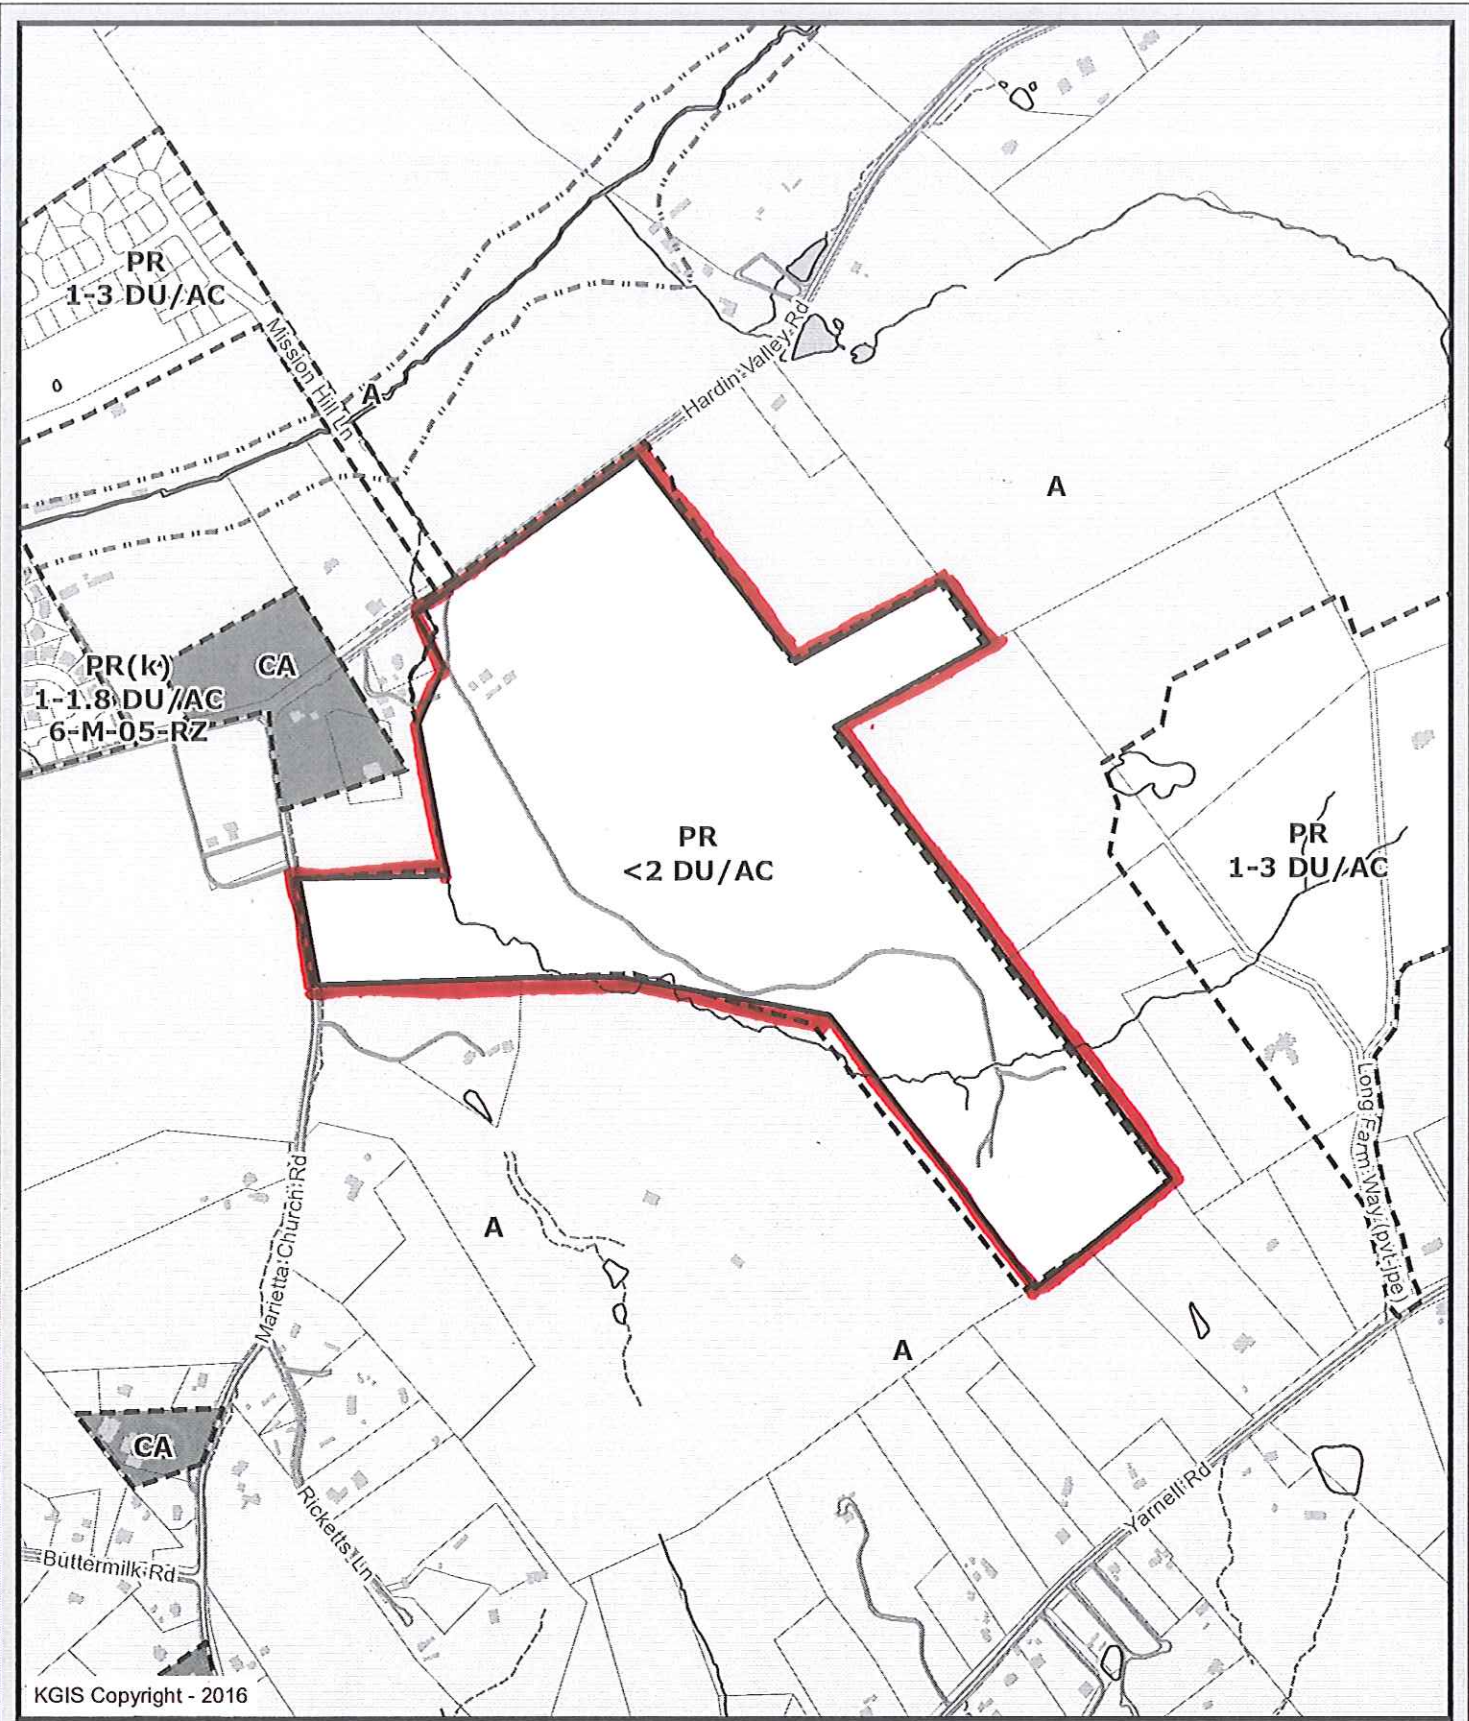 PR
1-3 DU/AC
Mission Hill Ln
A
Hardin Valley Rd
A
PR(k)
1-1.8 DU/AC
6-M-05-RZ
CA
PR
<2 DU/AC
PR
1-3 DU/AC
Long Farm Way (pvt-jpe)
Marietta Church Rd
A
A
CA
Ricketts Ln
Yarnell Rd
Buttermilk Rd
KGIS Copyright - 2016